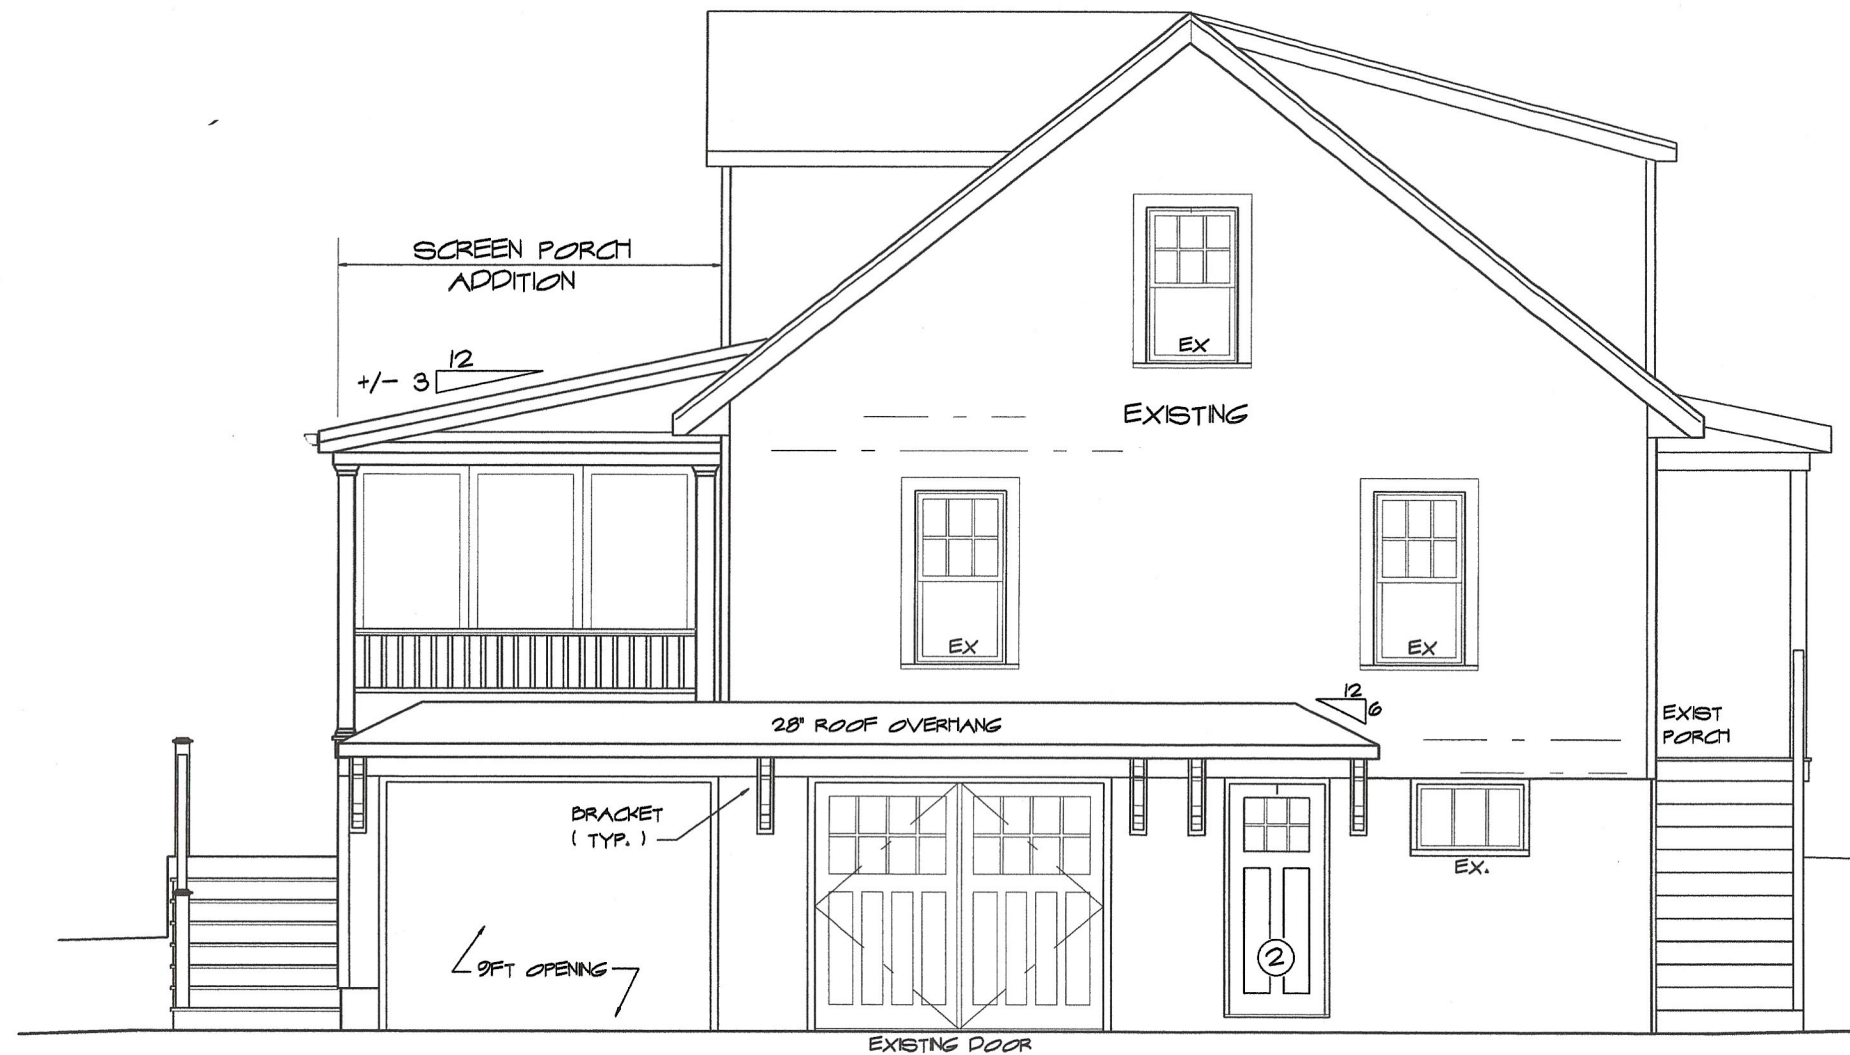 SCREEN PORCH
ADDITION
12
+/- 3
EX
EXISTING
EX
EX
12
6
28" ROOF OVERHANG
EXIST
PORCH
BRACKET
( TYP. )
EX.
2
9FT OPENING
EXISTING DOOR